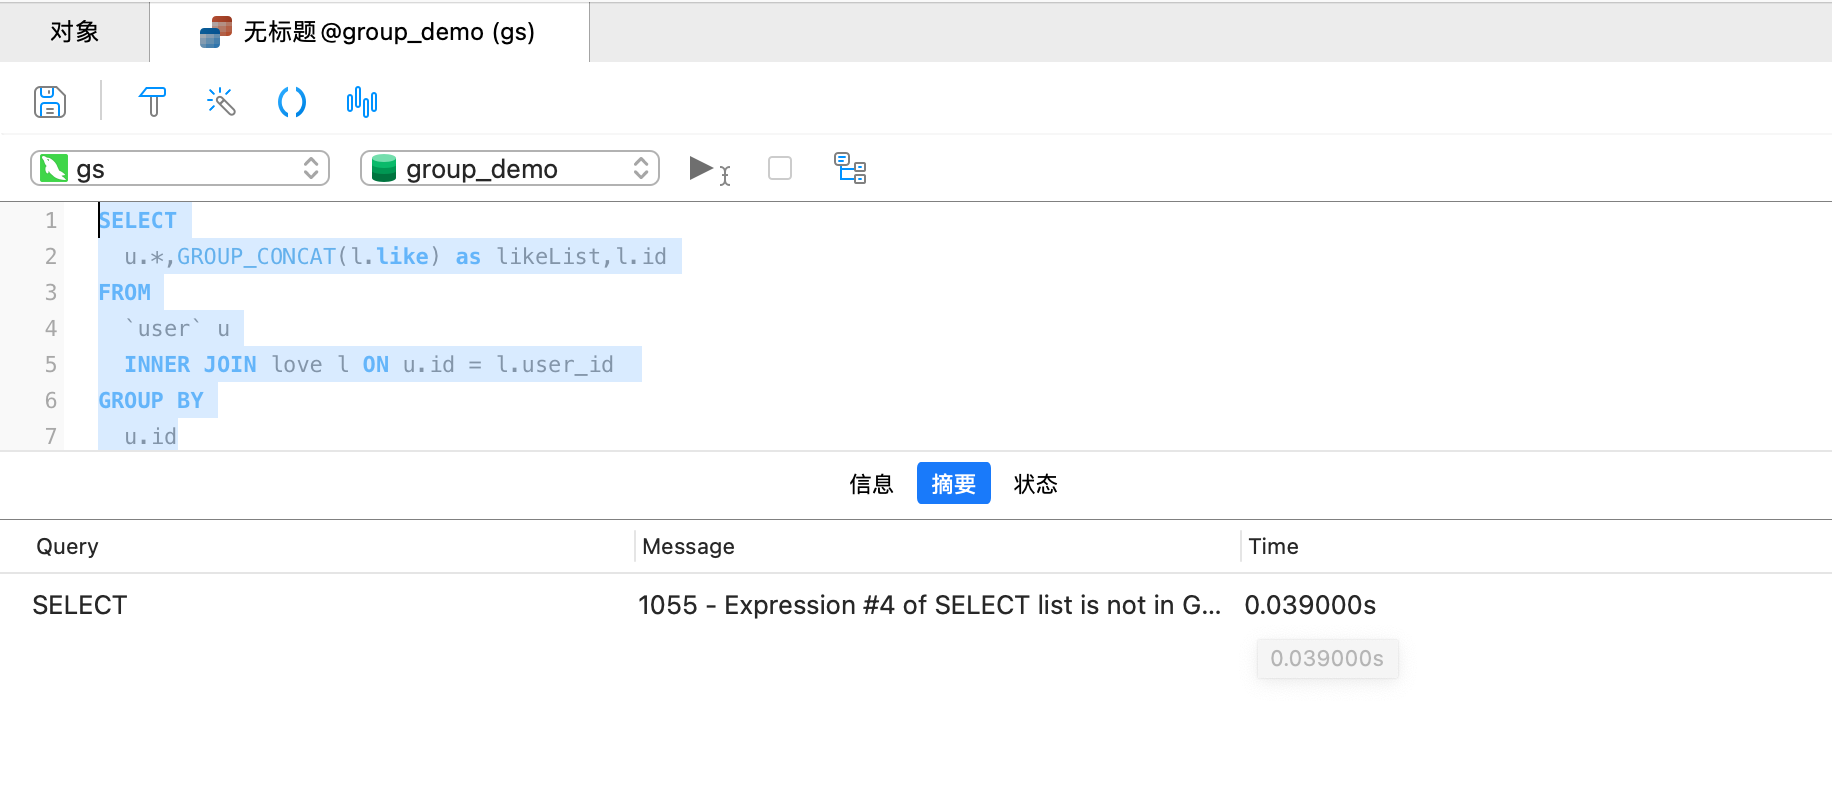 对象
无标题@group_demo (gs)
gs
group_demo
1 SELECT
2 u.*,GROUP_CONCAT(l.like) as likeList,l.id
3 FROM
4 `user` u
5 INNER JOIN love l ON u.id = l.user_id
6 GROUP BY
7 u.id
信息 摘要 状态
Query Message Time
SELECT 1055 - Expression #4 of SELECT list is not in G... 0.039000s
0.039000s